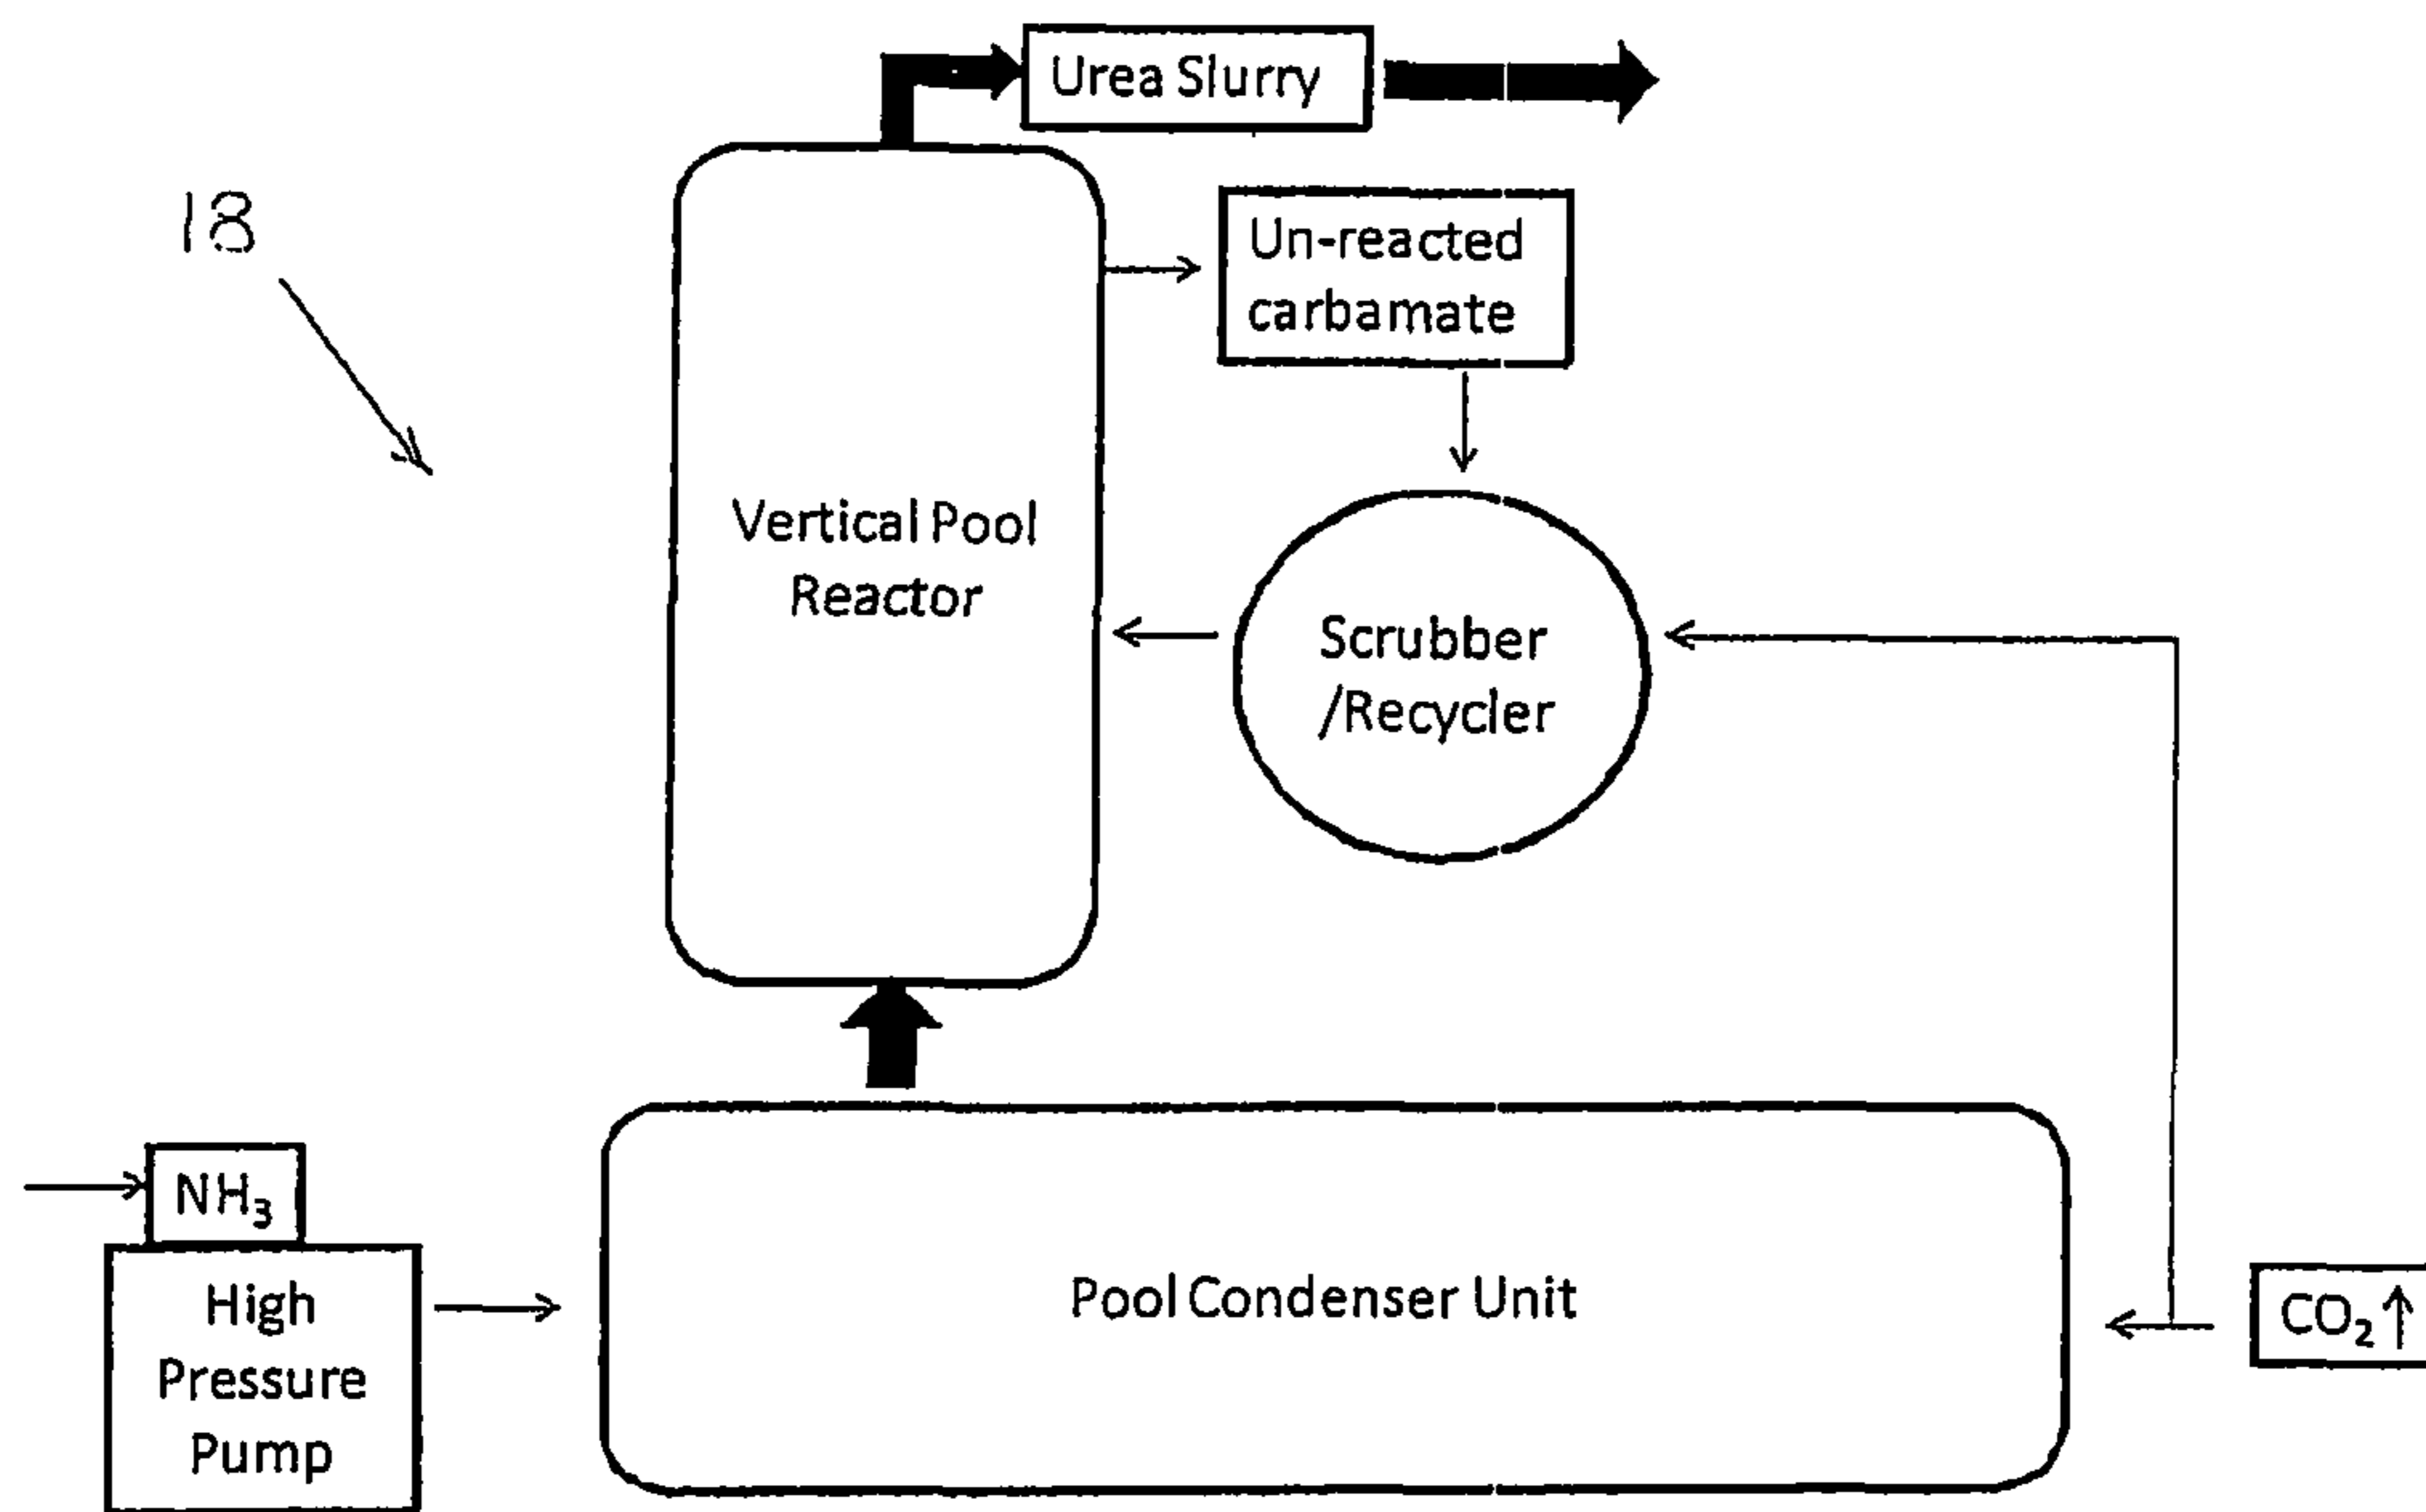 Urea Slurry
18
Un-reacted
carbamate
Vertical Pool
Reactor
Scrubber
/Recycler
NH₃
High
Pressure
Pump
Pool Condenser Unit
CO₂↑